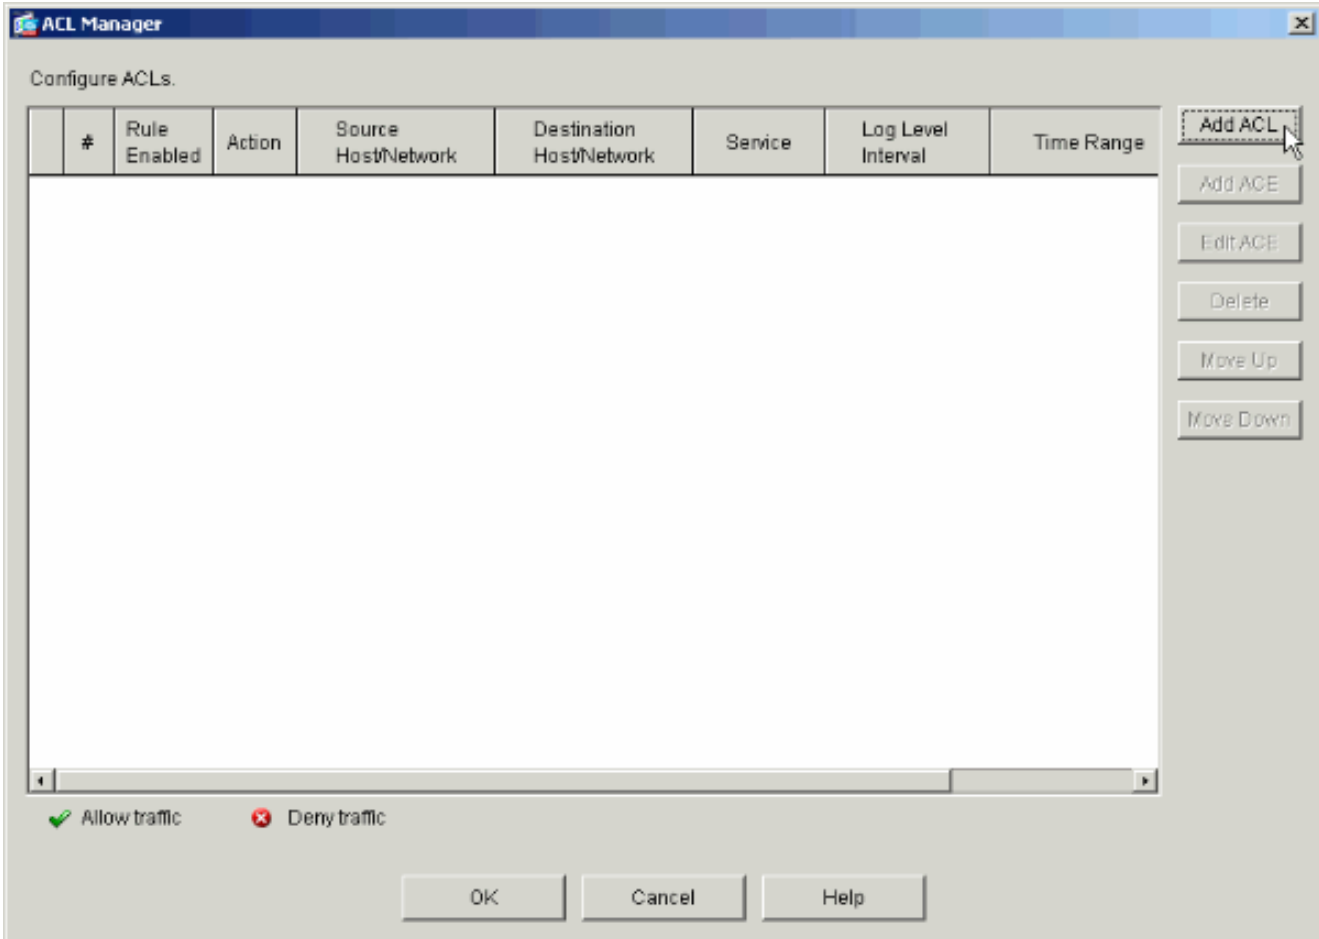 ACL Manager
Configure ACLs.
#
Rule
Enabled
Action
Source
Host/Network
Destination
Host/Network
Service
Log Level
Interval
Time Range
Add ACL
Add ACE
Edit ACE
Delete
Move Up
Move Down
Allow traffic
Deny traffic
OK
Cancel
Help